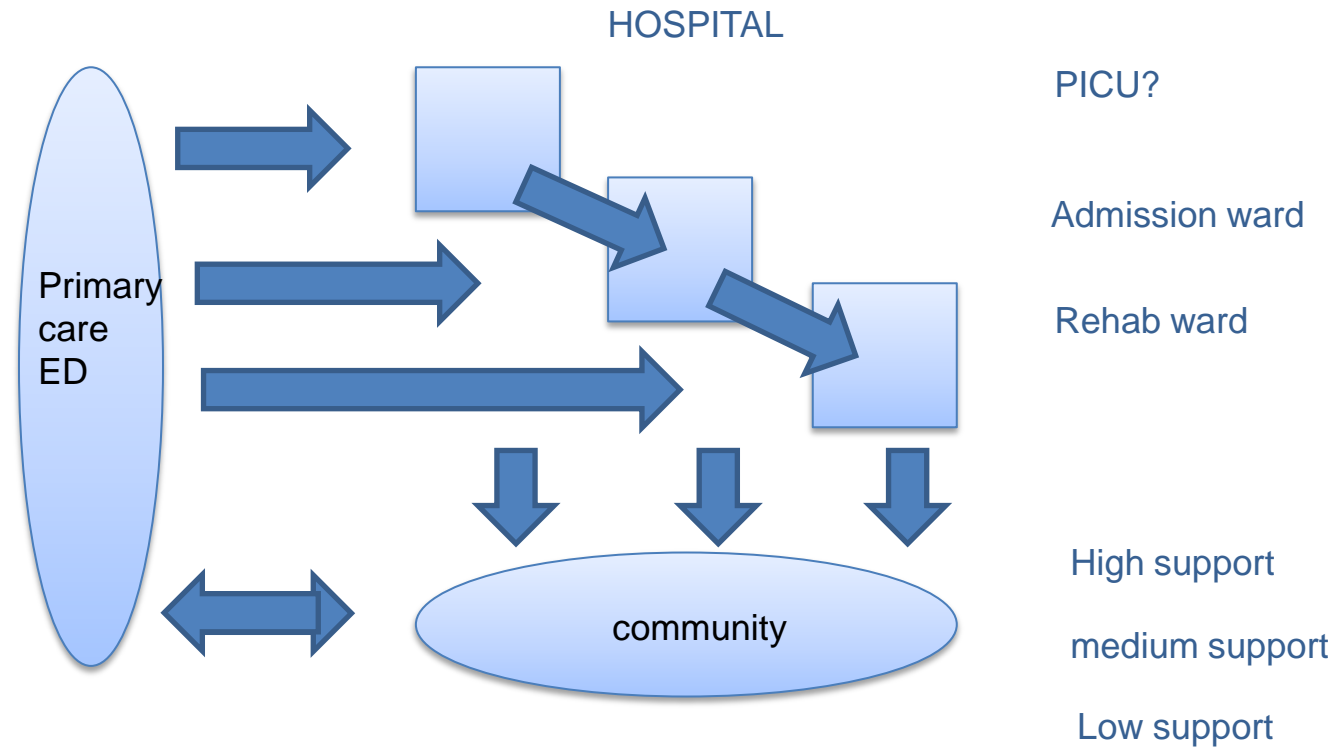 HOSPITAL
PICU?
Admission ward
Primary
care
ED
Rehab ward
High support
community
medium support
Low support